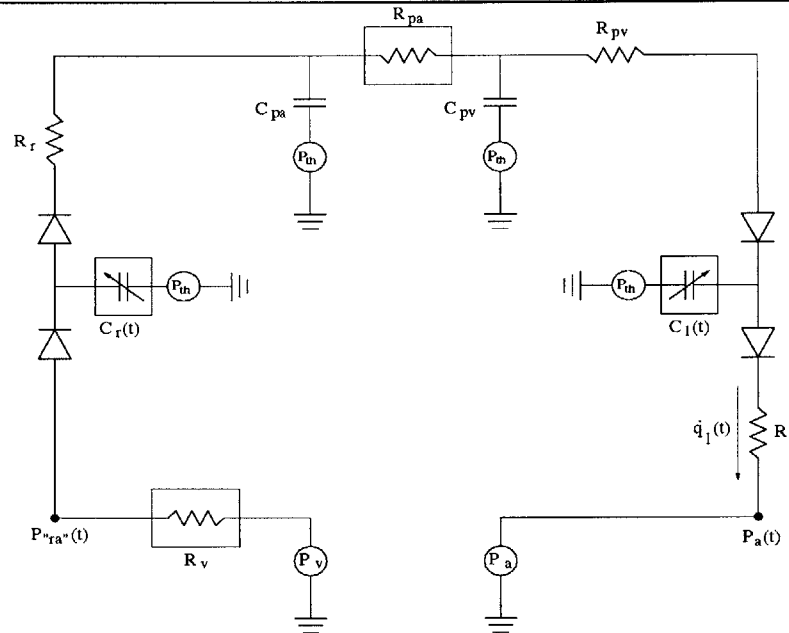 R pa
R pv
C pa
C pv
R r
P th
P th
C r(t)
P th
P th
C l(t)
q̇ l(t)
R
P "ra" (t)
R v
P v
P a
P a(t)